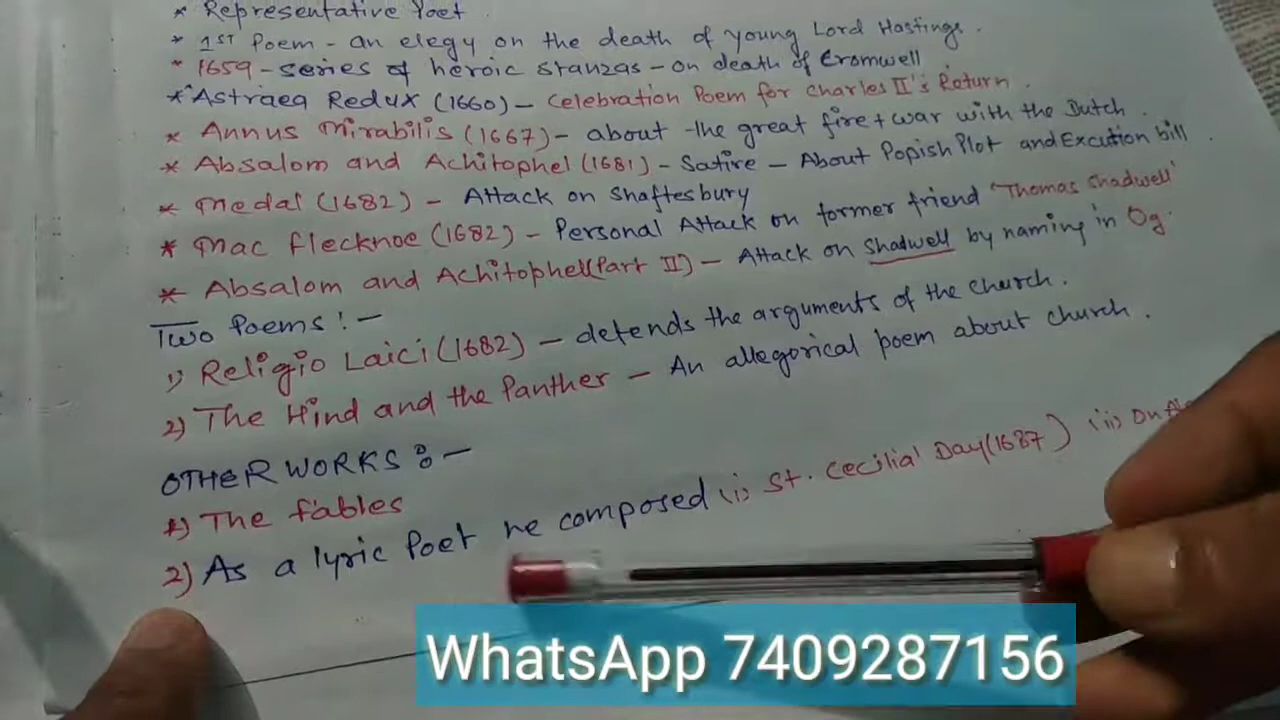 * Representative Poet.
* 1ST Poem - an elegy on the death of young Lord Hastings.
* 1659 - series of heroic stanzas - on death of Cromwell
* Astraea Redux (1660) - Celebration Poem for Charles II's Return.
* Annus Mirabilis (1667) - about the great fire + war with the Dutch.
* Absalom and Achitophel (1681) - Satire - About Popish Plot and Excution bill.
* Medal (1682) - Attack on Shaftesbury
* Mac Flecknoe (1682) - Personal Attack on former friend 'Thomas Shadwell'
* Absalom and Achitophel (Part II) - Attack on Shadwell by naming in Og.
Two Poems :-
1) Religio Laici (1682) - defends the arguments of the church.
2) The Hind and the Panther - An allegorical poem about church.
OTHER WORKS :-
1) The fables
2) As a lyric Poet he composed (i) St. Cecilia' Day (1687) (ii) On
WhatsApp 7409287156